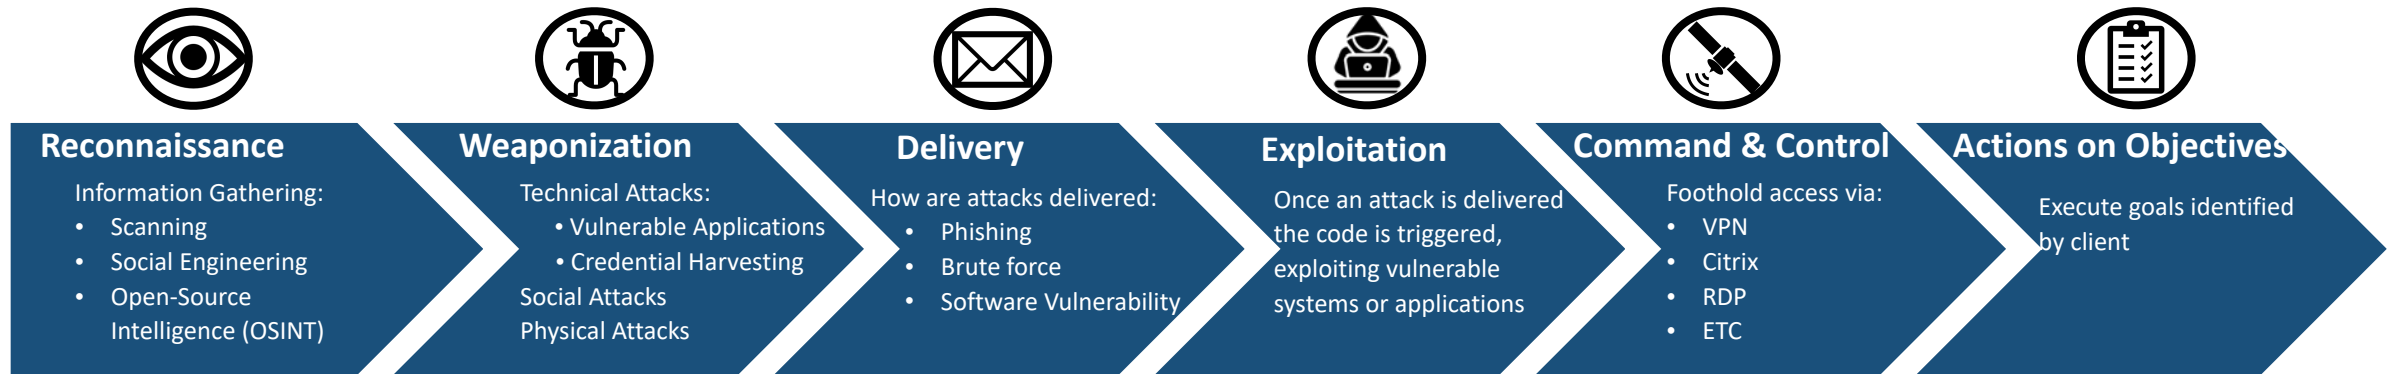 Reconnaissance
Information Gathering:
• Scanning
• Social Engineering
• Open-Source
Intelligence (OSINT)
Weaponization
Technical Attacks:
• Vulnerable Applications
• Credential Harvesting
Social Attacks
Physical Attacks
Delivery
How are attacks delivered:
• Phishing
• Brute force
• Software Vulnerability
Exploitation
Once an attack is delivered
the code is triggered,
exploiting vulnerable
systems or applications
Command & Control
Foothold access via:
• VPN
• Citrix
• RDP
• ETC
Actions on Objectives
Execute goals identified
by client